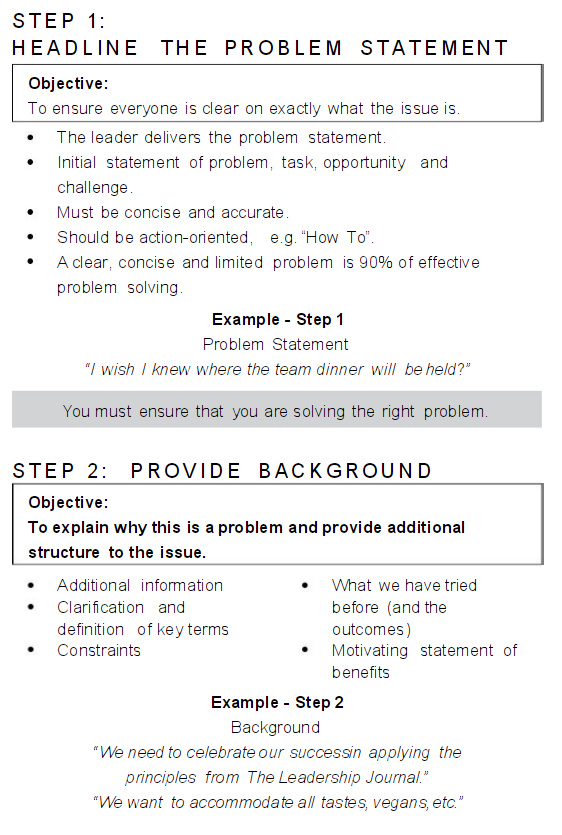 STEP 1:
HEADLINE THE PROBLEM STATEMENT
Objective:
To ensure everyone is clear on exactly what the issue is.
• The leader delivers the problem statement.
• Initial statement of problem, task, opportunity and
challenge.
• Must be concise and accurate.
• Should be action-oriented, e.g. “How To”.
• A clear, concise and limited problem is 90% of effective
problem solving.
Example - Step 1
Problem Statement
“I wish I knew where the team dinner will be held?”
You must ensure that you are solving the right problem.
STEP 2: PROVIDE BACKGROUND
Objective:
To explain why this is a problem and provide additional
structure to the issue.
• Additional information
• Clarification and
definition of key terms
• Constraints
• What we have tried
before (and the
outcomes)
• Motivating statement of
benefits
Example - Step 2
Background
“We need to celebrate our successin applying the
principles from The Leadership Journal.”
“We want to accommodate all tastes, vegans, etc.”